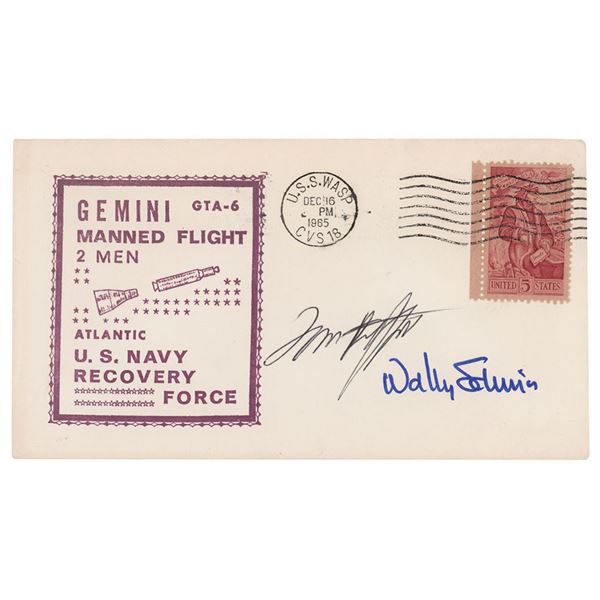 GEMINI GTA-6
MANNED FLIGHT
2 MEN
ATLANTIC
U.S. NAVY
RECOVERY
FORCE
U.S.S. WASP
DEC 16
PM
1965
CVS 18
UNITED 5 STATES
Wally Schirra